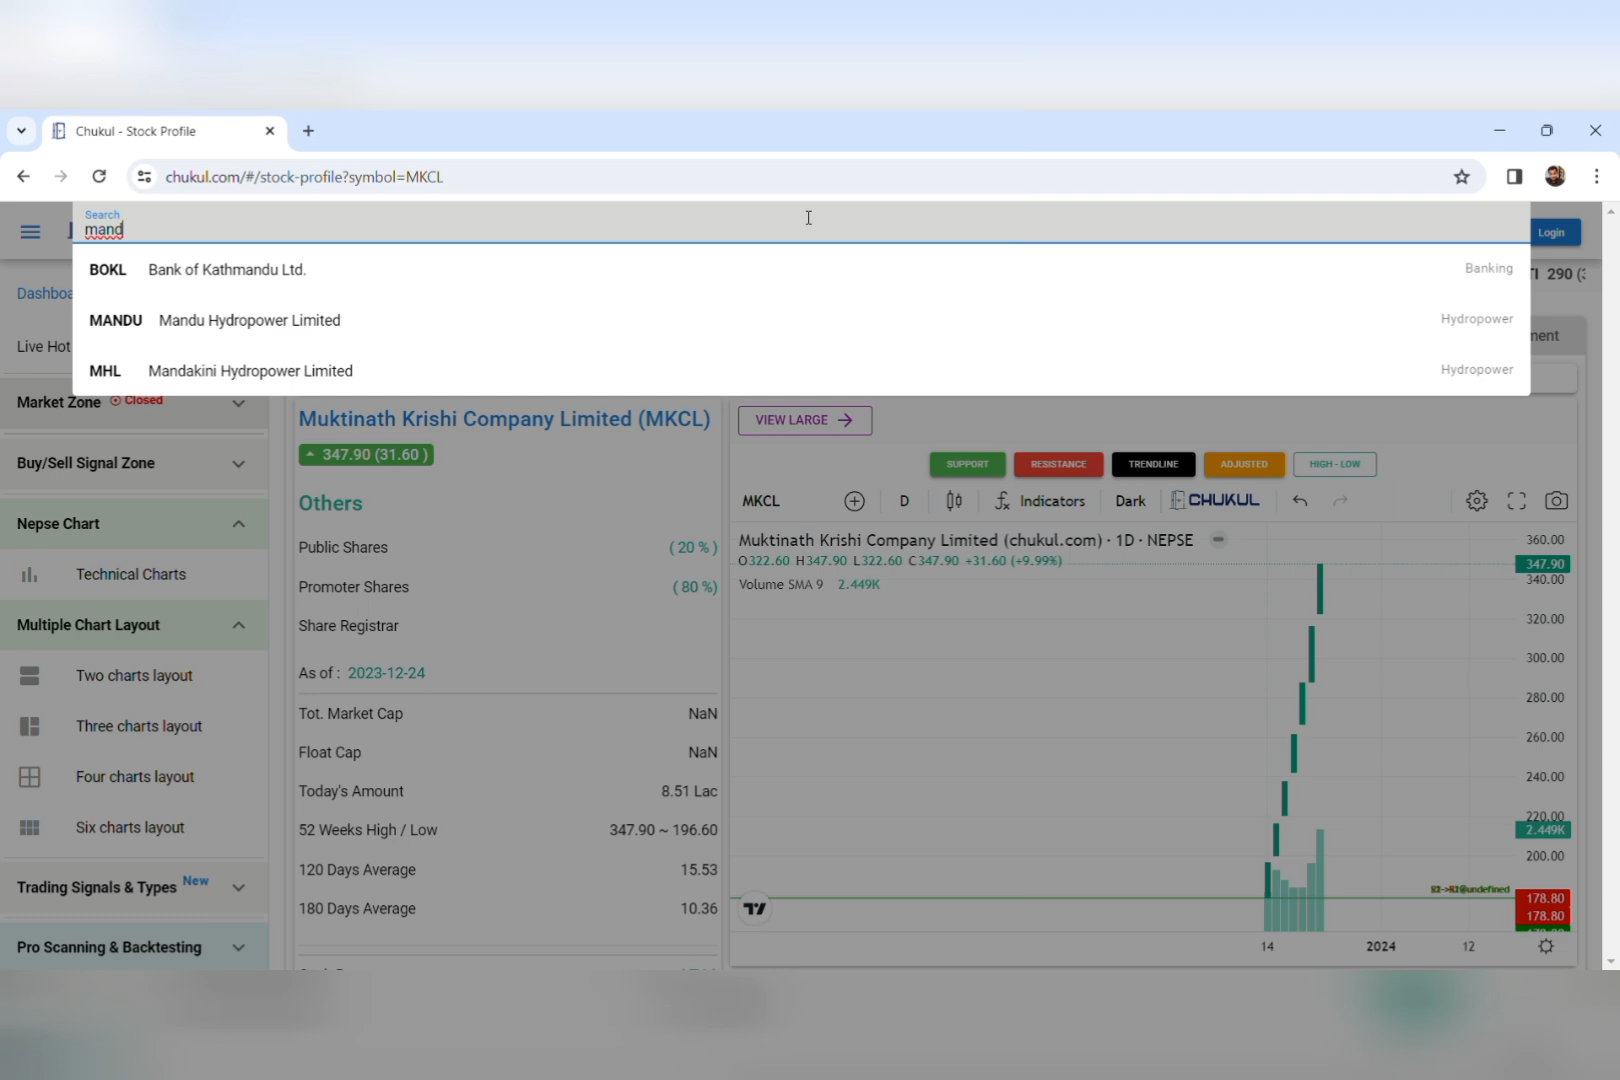 Chukul - Stock Profile
chukul.com/#/stock-profile?symbol=MKCL
Search
mand
Login
BOKL Bank of Kathmandu Ltd. Banking
290
MANDU Mandu Hydropower Limited Hydropower
MHL Mandakini Hydropower Limited Hydropower
Live Hot
Market Zone Closed
Buy/Sell Signal Zone
Nepse Chart
Technical Charts
Multiple Chart Layout
Two charts layout
Three charts layout
Four charts layout
Six charts layout
Trading Signals & Types New
Pro Scanning & Backtesting
Muktinath Krishi Company Limited (MKCL)
347.90 (31.60 )
Others
Public Shares ( 20 % )
Promoter Shares ( 80 %)
Share Registrar
As of : 2023-12-24
Tot. Market Cap NaN
Float Cap NaN
Today's Amount 8.51 Lac
52 Weeks High / Low 347.90 ~ 196.60
120 Days Average 15.53
180 Days Average 10.36
VIEW LARGE
SUPPORT RESISTANCE TRENDLINE ADJUSTED HIGH - LOW
MKCL D Indicators Dark CHUKUL
Muktinath Krishi Company Limited (chukul.com) · 1D · NEPSE
O322.60 H347.90 L322.60 C347.90 +31.60 (+9.99%)
Volume SMA 9 2.449K
360.00
347.90
340.00
320.00
300.00
280.00
260.00
240.00
220.00
2.449K
200.00
178.80
178.80
14 2024 12